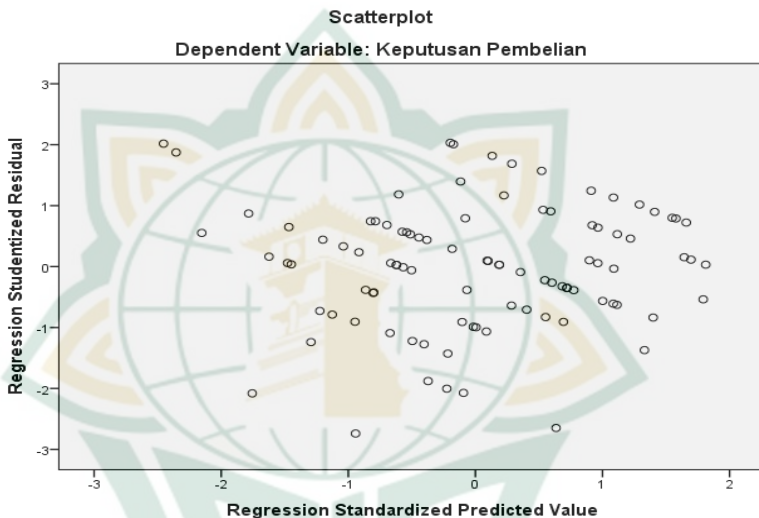 Scatterplot
Dependent Variable: Keputusan Pembelian
Regression Studentized Residual
3
2
1
0
-1
-2
-3
-3 -2 -1 0 1 2
Regression Standardized Predicted Value